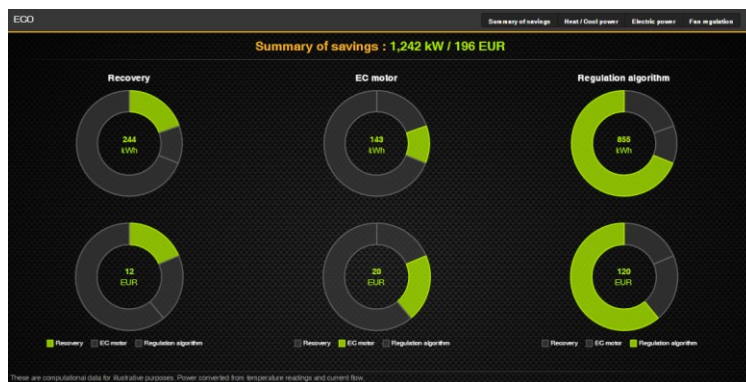 ECO
Summary of savings Heat / Cool power Electric power Fan regulation
Summary of savings : 1,242 kW / 196 EUR
Recovery EC motor Regulation algorithm
244 143 855
kWh kWh kWh
12 20 120
EUR EUR EUR
Recovery EC motor Regulation algorithm Recovery EC motor Regulation algorithm Recovery EC motor Regulation algorithm
These are computational data for illustrative purposes. Power converted from temperature readings and current flow.